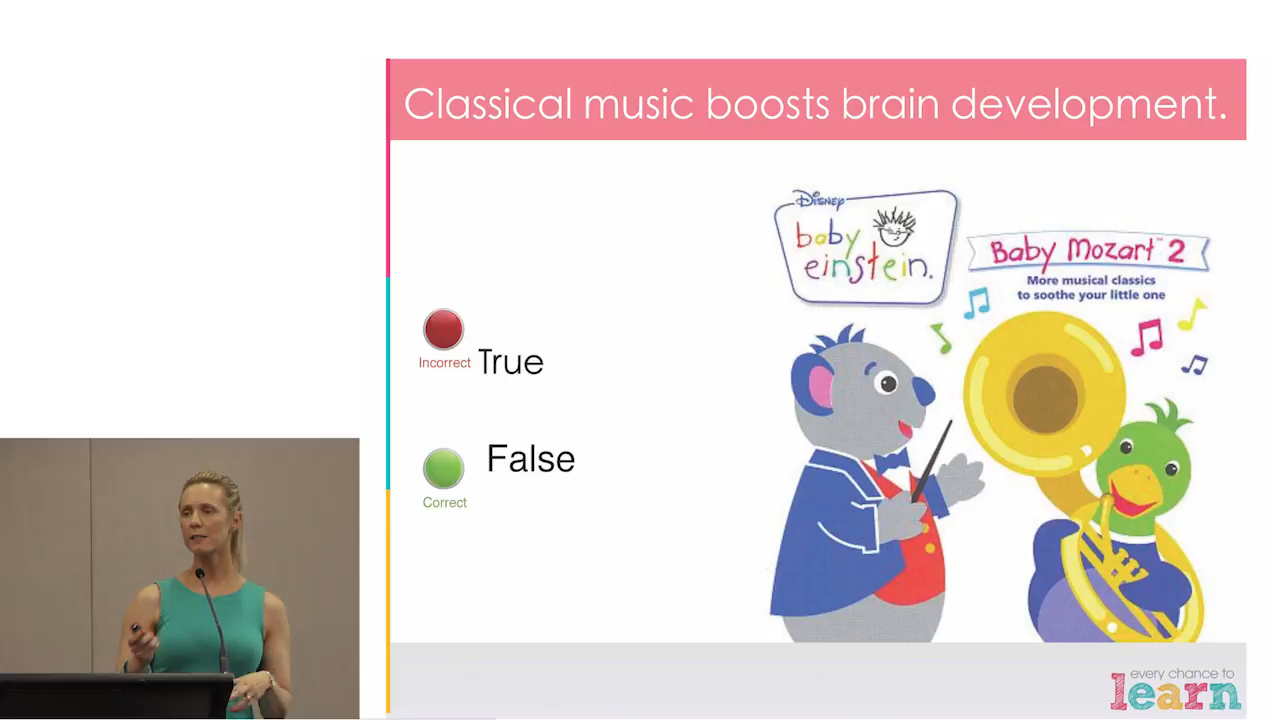 Classical music boosts brain development.
Disney
baby
einstein.
Baby Mozart™ 2
More musical classics
to soothe your little one
Incorrect
True
False
Correct
every chance to
learn